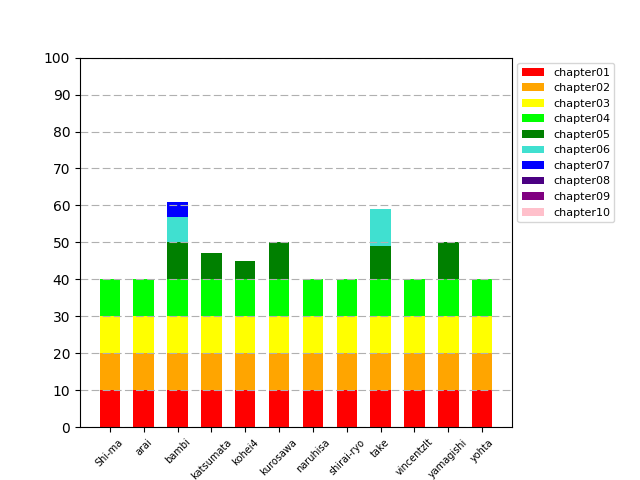 100
90
80
70
60
50
40
30
20
10
0
Shi-ma
arai
bambi
katsumata
kohei4
kurosawa
naruhisa
shirai-ryo
take
vincentzlt
yamagishi
yohta
chapter01
chapter02
chapter03
chapter04
chapter05
chapter06
chapter07
chapter08
chapter09
chapter10